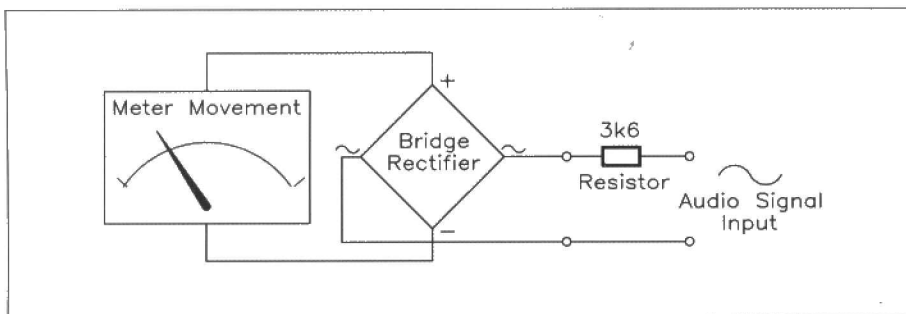 Meter Movement
+
~
Bridge
Rectifier
~
–
3k6
Resistor
Audio Signal
Input